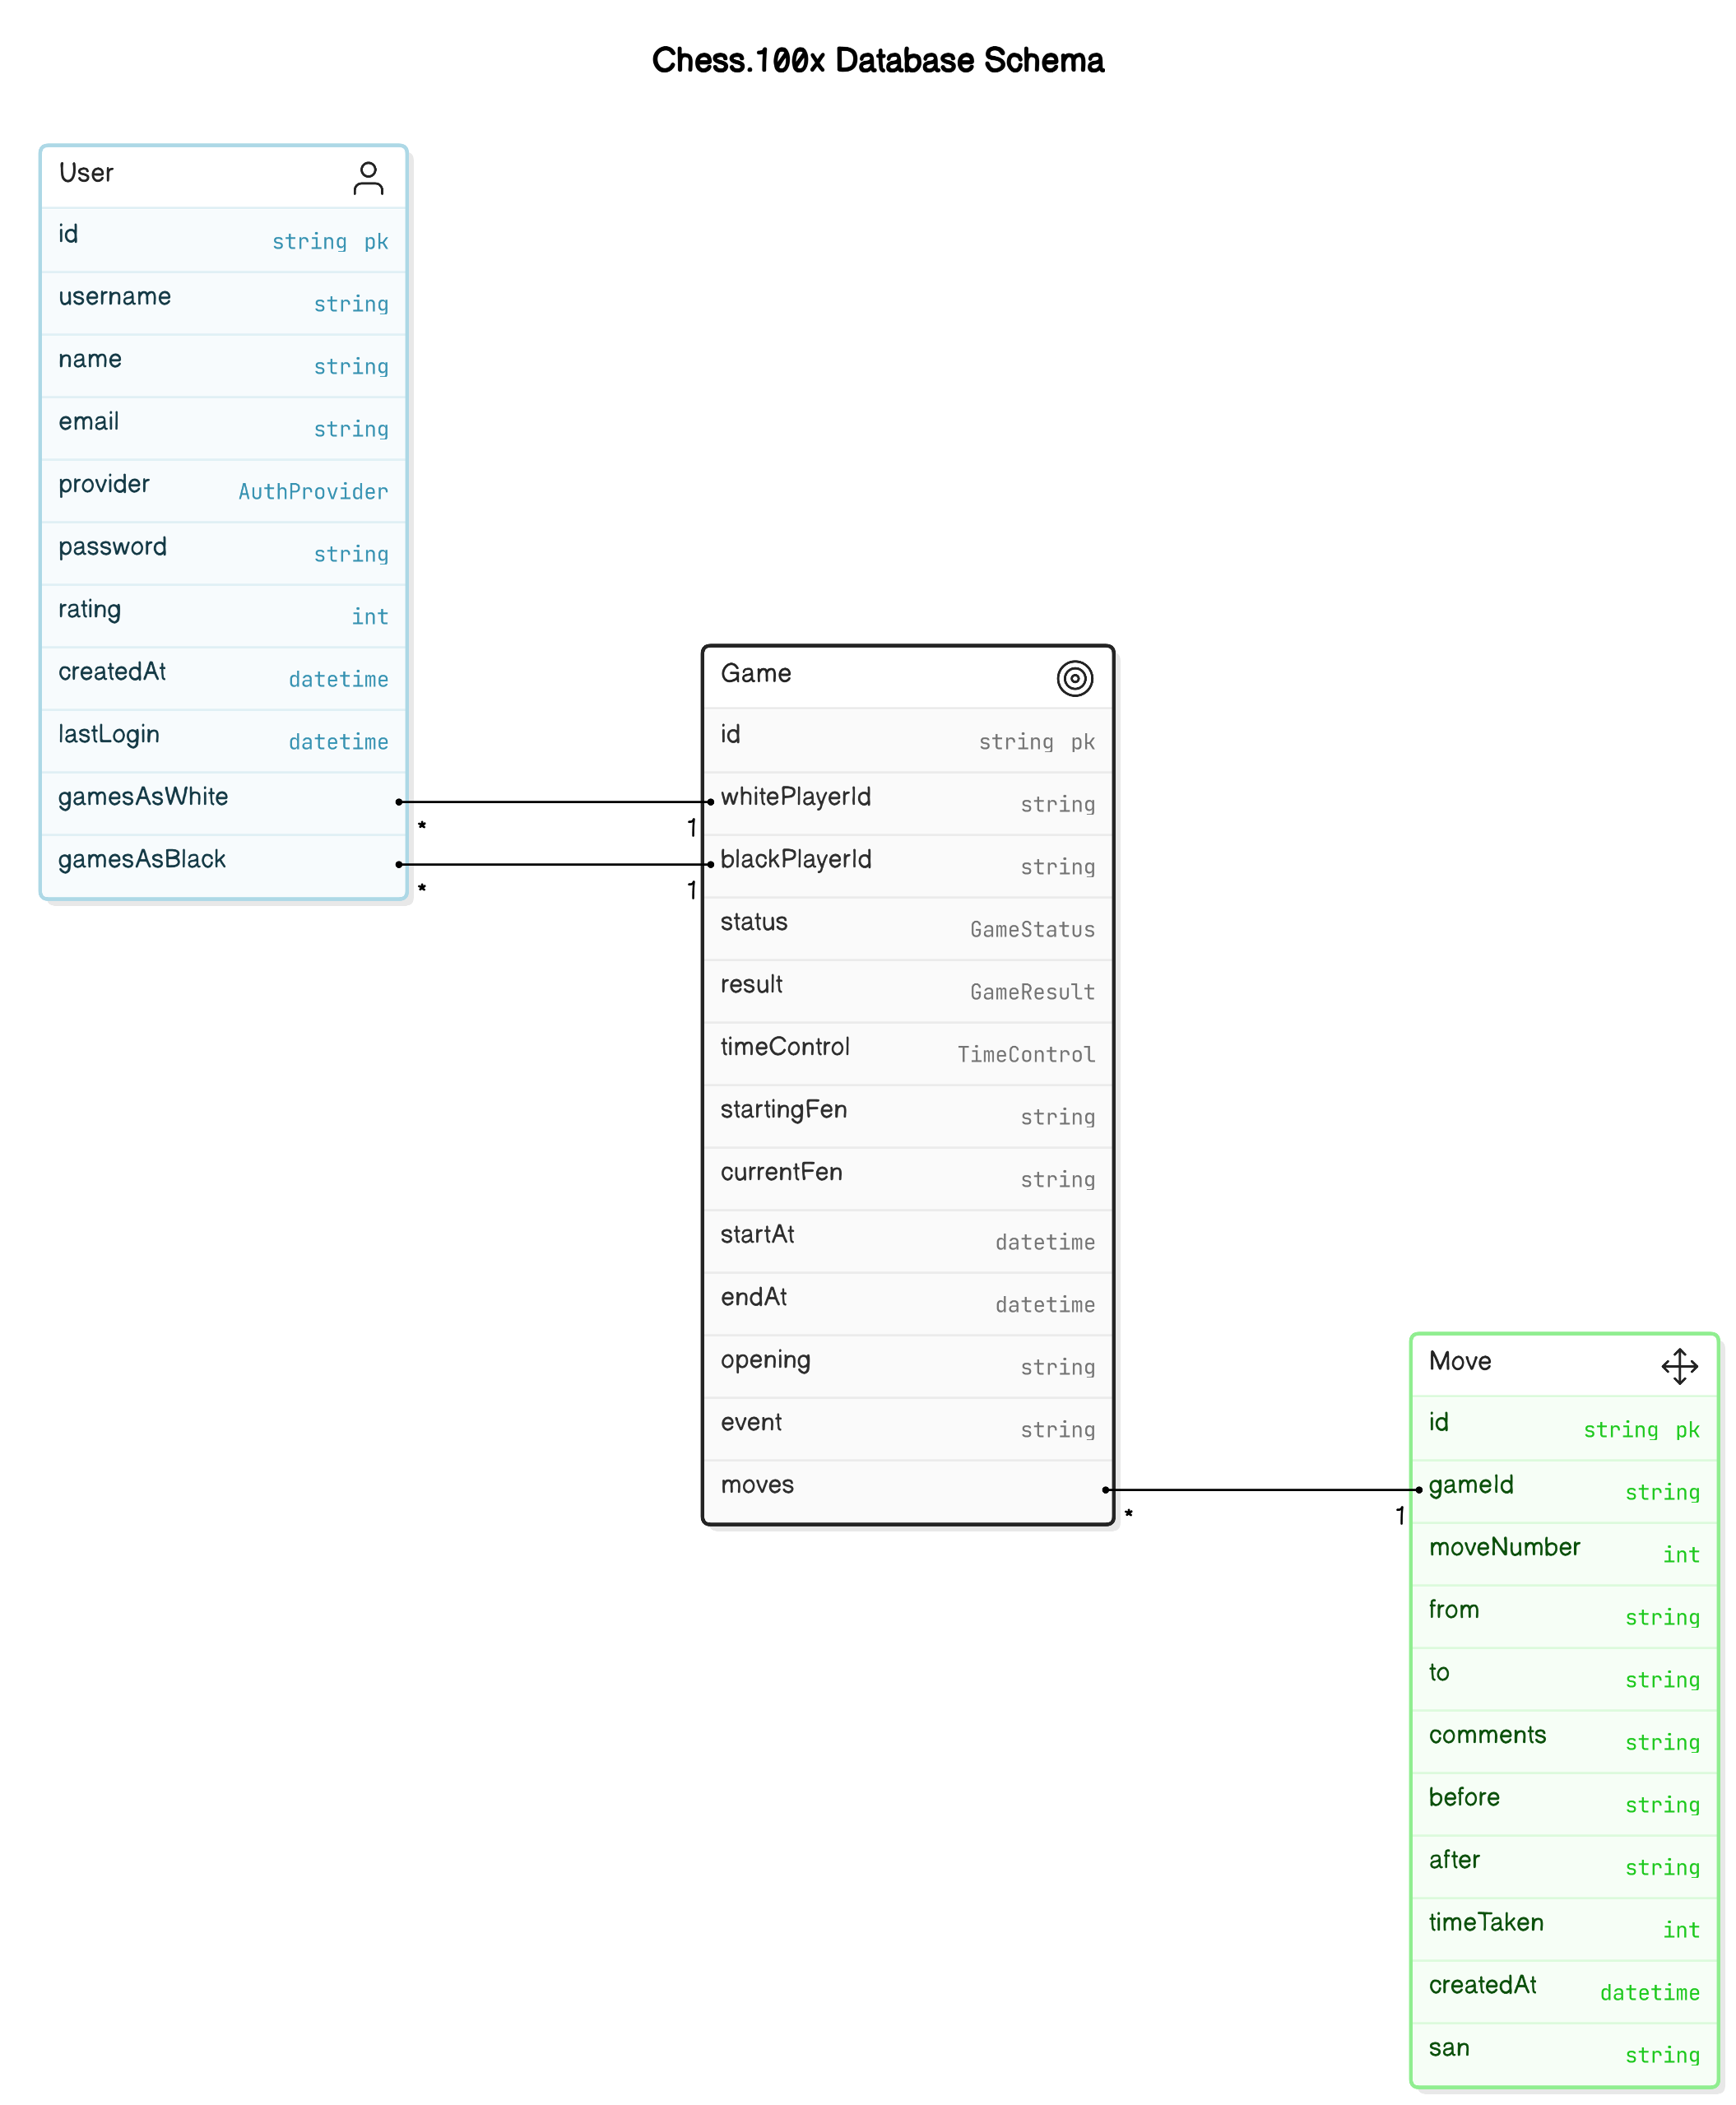 Chess.100x Database Schema
User
id string pk
username string
name string
email string
provider AuthProvider
password string
rating int
createdAt datetime
lastLogin datetime
gamesAsWhite
* 1
gamesAsBlack
* 1
Game
id string pk
whitePlayerId string
blackPlayerId string
status GameStatus
result GameResult
timeControl TimeControl
startingFen string
currentFen string
startAt datetime
endAt datetime
opening string
event string
moves
* 1
Move
id string pk
gameId string
moveNumber int
from string
to string
comments string
before string
after string
timeTaken int
createdAt datetime
san string